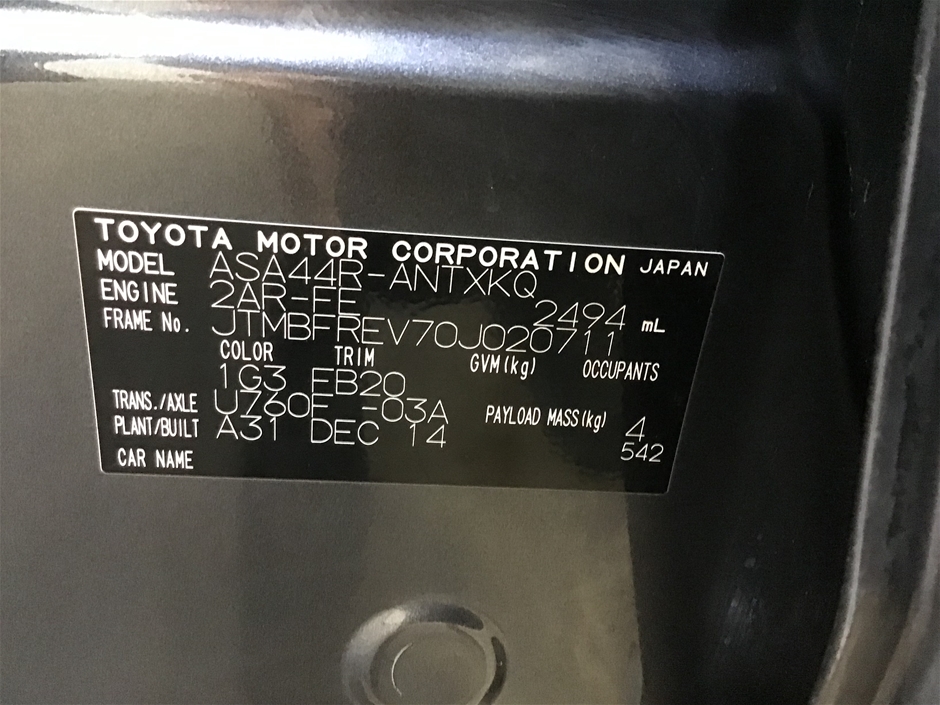 TOYOTA MOTOR CORPORATION JAPAN
MODEL ASA44R-ANTXKQ
ENGINE 2AR-FE 2494 mL
FRAME No. JTMBFREV70J020711
COLOR TRIM GVM(kg) OCCUPANTS
1G3 EB20
TRANS./AXLE U760F -03A PAYLOAD MASS(kg) 4
PLANT/BUILT A31 DEC 14 542
CAR NAME